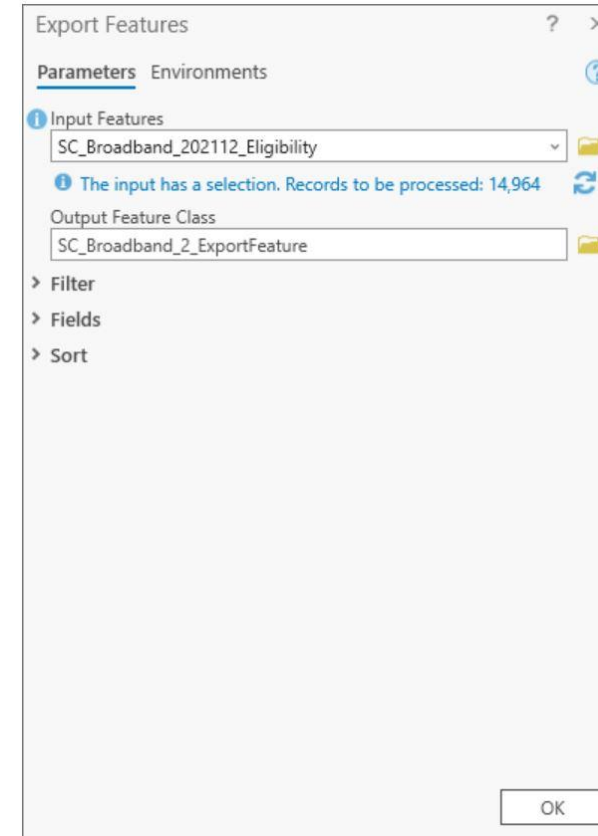 Export Features
Parameters Environments
Input Features
SC_Broadband_202112_Eligibility
The input has a selection. Records to be processed: 14,964
Output Feature Class
SC_Broadband_2_ExportFeature
Filter
Fields
Sort
OK